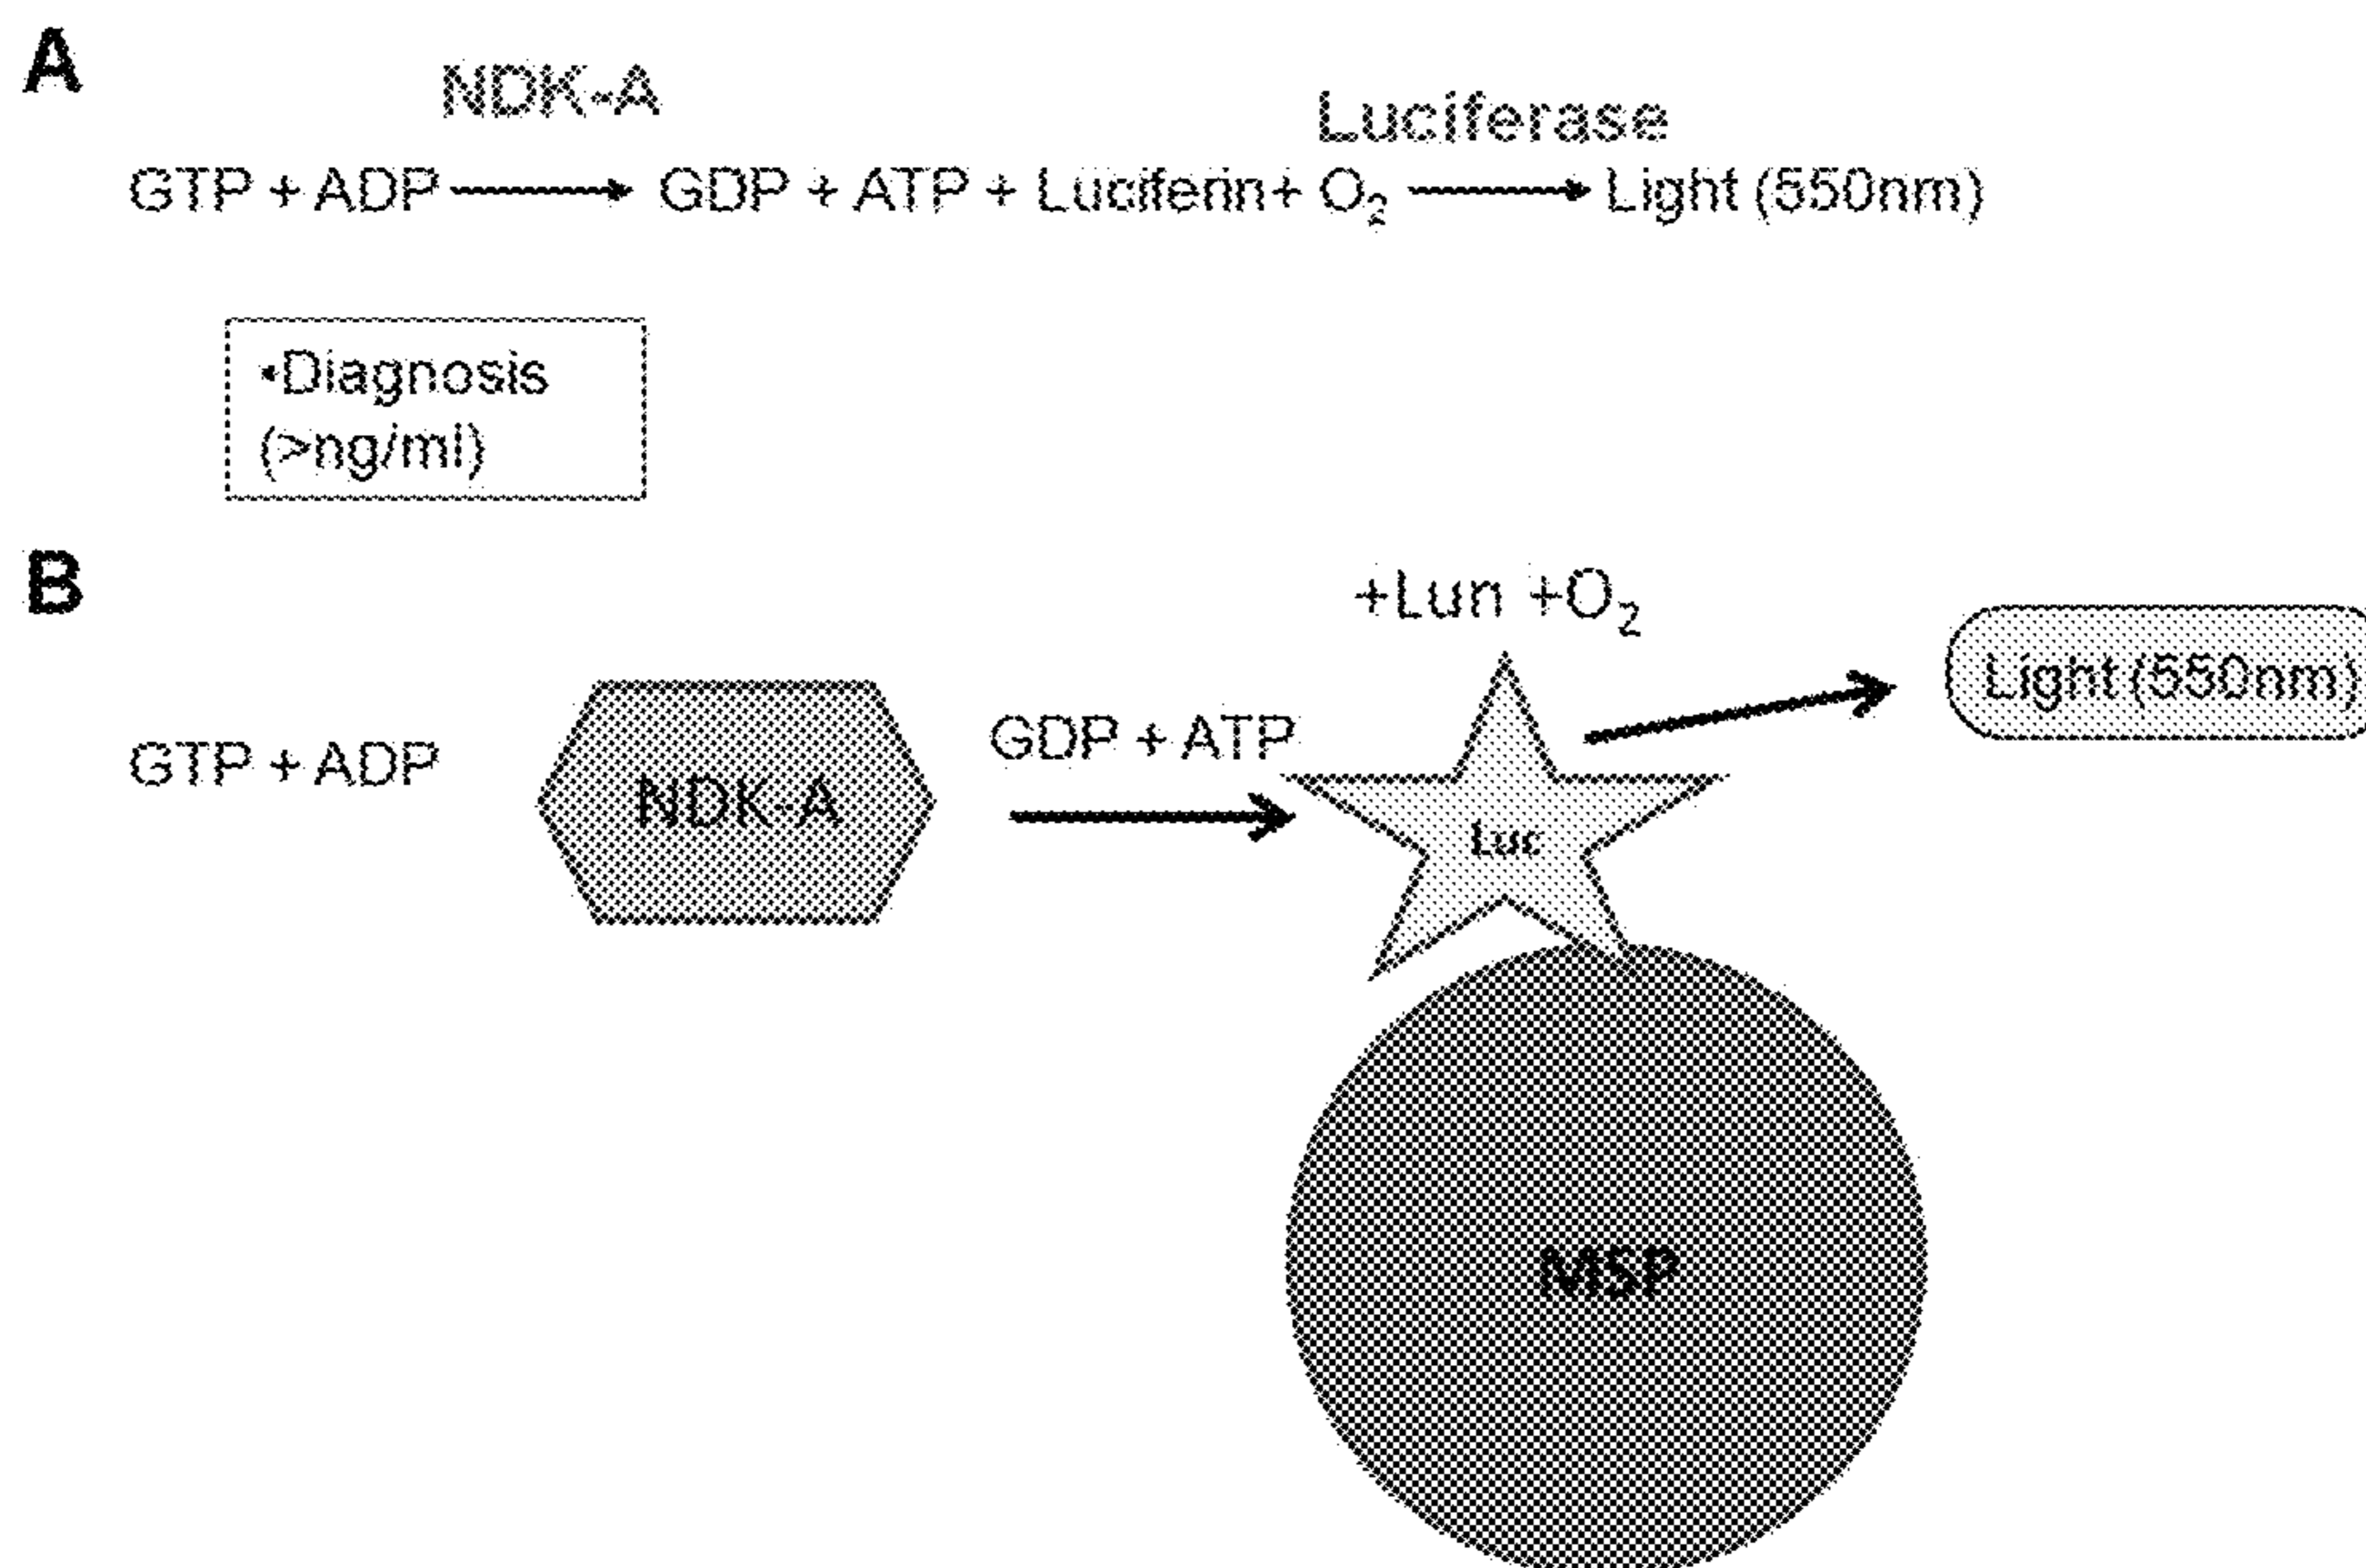 A
NDK-A
Luciferase
GTP + ADP → GDP + ATP + Luciferin+ O₂ → Light (550nm)
•Diagnosis
(>ng/ml)
B
+Lun +O₂
Light (550nm)
GDP + ATP
GTP + ADP
NDK-A
Luc
MSP